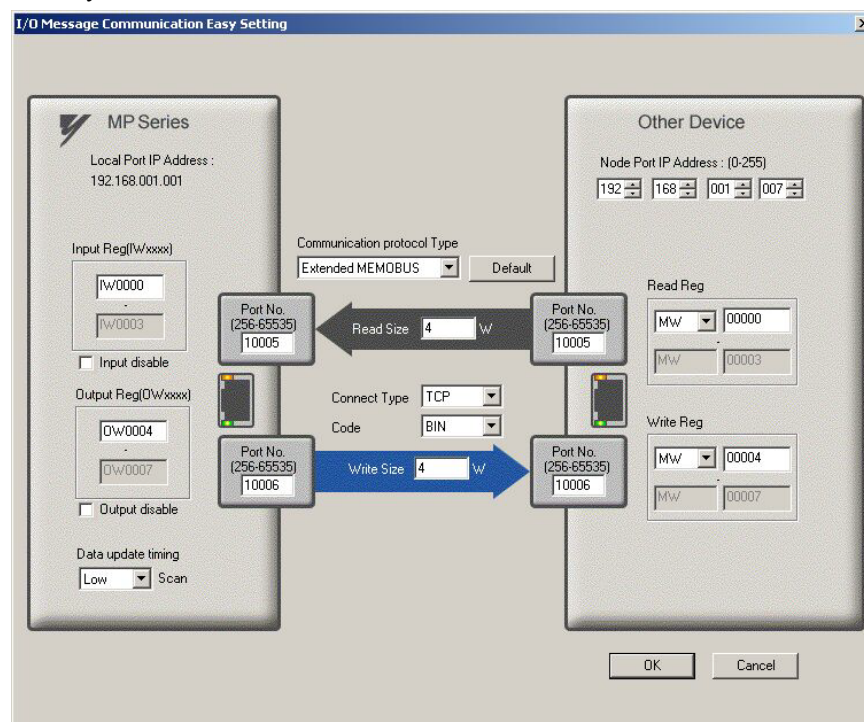 I/O Message Communication Easy Setting
MP Series
Local Port IP Address :
192.168.001.001
Input Reg(IWxxxx)
IW0000
-
IW0003
Input disable
Output Reg(OWxxxx)
OW0004
-
OW0007
Output disable
Data update timing
Low Scan
Communication protocol Type
Extended MEMOBUS Default
Port No.
(256-65535)
10005
Read Size 4 W
Port No.
(256-65535)
10005
Connect Type TCP
Code BIN
Port No.
(256-65535)
10006
Write Size 4 W
Port No.
(256-65535)
10006
Other Device
Node Port IP Address : (0-255)
192 168 001 007
Read Reg
MW 00000
-
MW 00003
Write Reg
MW 00004
-
MW 00007
OK Cancel